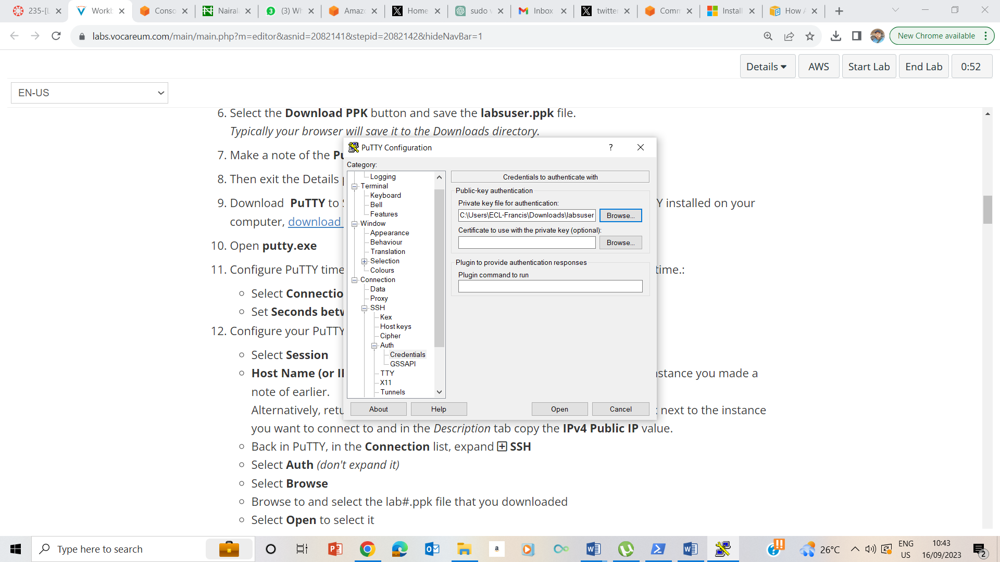 235-[L
Workb
Conso
Nairala
(3) Wh
Amazo
Home
sudo v
Inbox
twitter
Comm
Install
How A
labs.vocareum.com/main/main.php?m=editor&asnid=2082141&stepid=2082142&hideNavBar=1
New Chrome available
Details
AWS
Start Lab
End Lab
0:52
EN-US
6. Select the Download PPK button and save the labsuser.ppk file.
Typically your browser will save it to the Downloads directory.
7. Make a note of the
8. Then exit the Details
9. Download PuTTY to
installed on your
computer, download
10. Open putty.exe
11. Configure PuTTY
time.:
Select
Set Seconds
12. Configure your PuTTY
Select Session
Host Name (or
you made a
note of earlier.
Alternatively,
next to the instance
you want to connect to and in the Description tab copy the IPv4 Public IP value.
Back in PuTTY, in the Connection list, expand SSH
Select Auth (don't expand it)
Select Browse
Browse to and select the lab#.ppk file that you downloaded
Select Open to select it
PuTTY Configuration
?
Category:
Logging
Terminal
Keyboard
Bell
Features
Window
Appearance
Behaviour
Translation
Selection
Colours
Connection
Data
Proxy
SSH
Kex
Host keys
Cipher
Auth
Credentials
GSSAPI
TTY
X11
Tunnels
Credentials to authenticate with
Public-key authentication
Private key file for authentication:
C:\Users\ECL-Francis\Downloads\labsuser
Browse...
Certificate to use with the private key (optional):
Browse...
Plugin to provide authentication responses
Plugin command to run
About
Help
Open
Cancel
Type here to search
a
26°C
ENG
US
10:43
16/09/2023
2